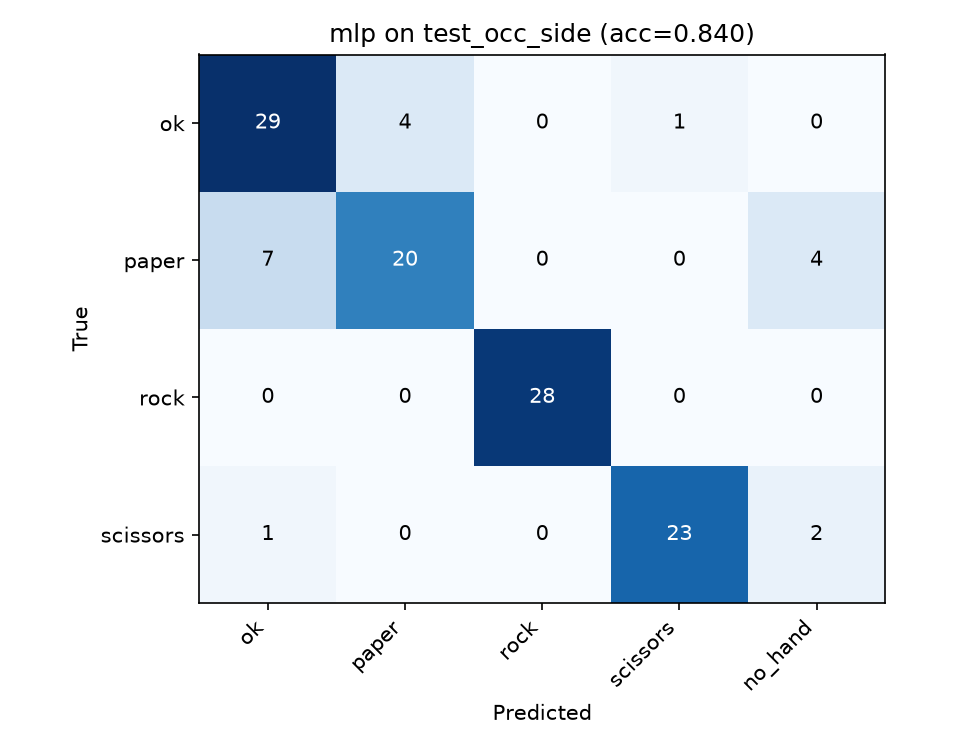 mlp on test_occ_side (acc=0.840)
ok 29 4 0 1 0
paper 7 20 0 0 4
True
rock 0 0 28 0 0
scissors 1 0 0 23 2
ok paper rock scissors no_hand
Predicted